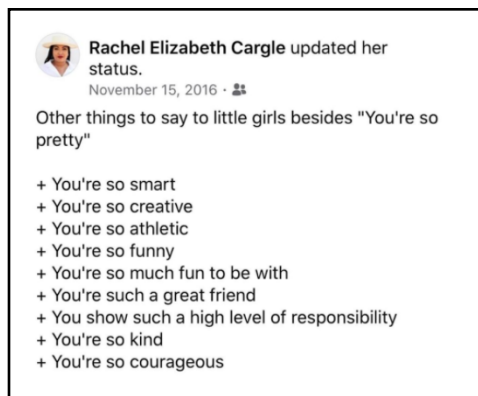 Rachel Elizabeth Cargle updated her
status.
November 15, 2016 ·
Other things to say to little girls besides "You're so
pretty"
+ You're so smart
+ You're so creative
+ You're so athletic
+ You're so funny
+ You're so much fun to be with
+ You're such a great friend
+ You show such a high level of responsibility
+ You're so kind
+ You're so courageous